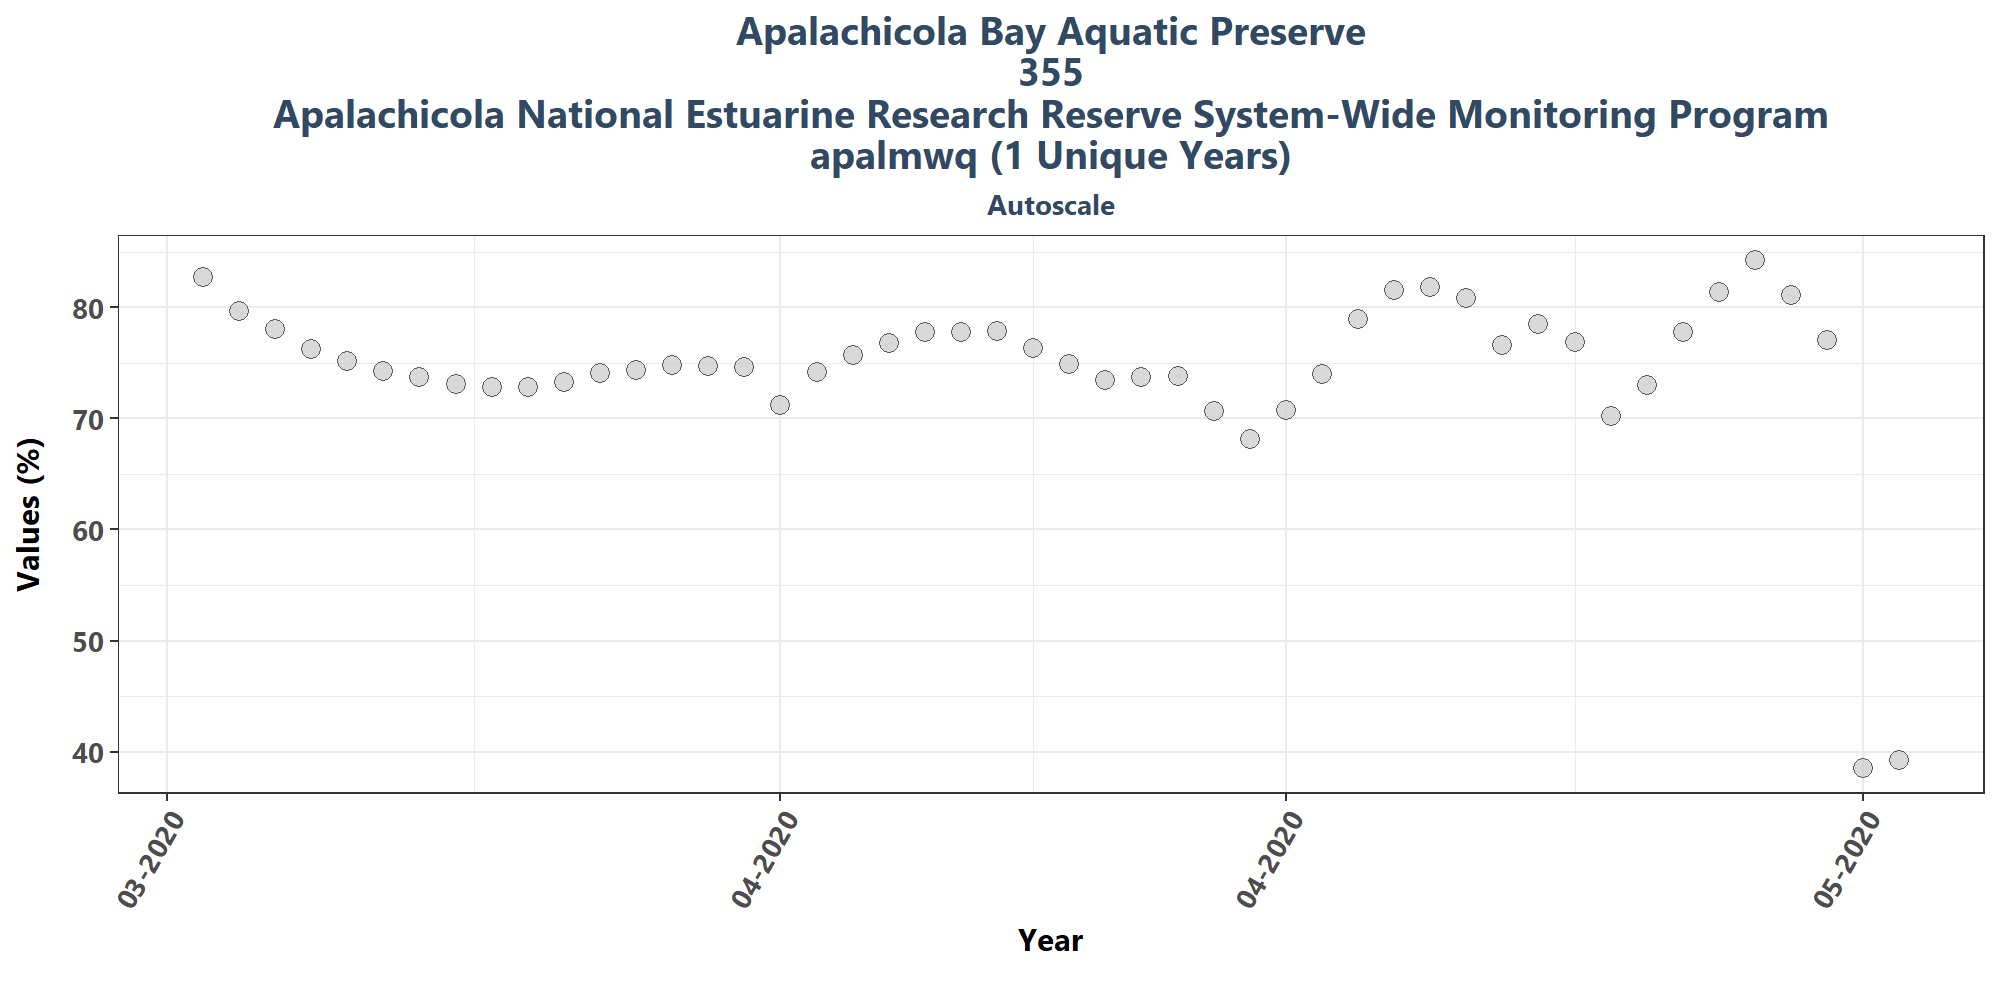 Apalachicola Bay Aquatic Preserve
355
Apalachicola National Estuarine Research Reserve System-Wide Monitoring Program
apalmwq (1 Unique Years)
Autoscale
Values (%)
80
70
60
50
40
03-2020
04-2020
04-2020
05-2020
Year